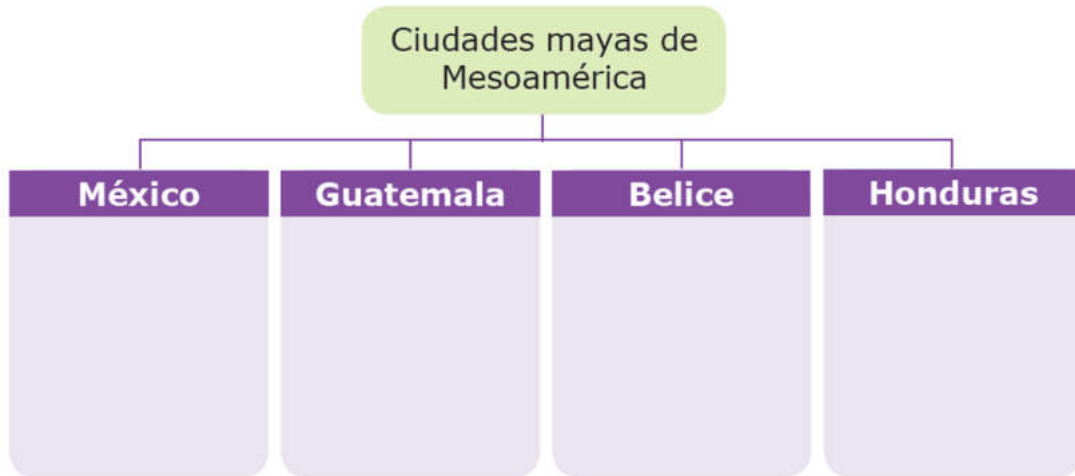 Ciudades mayas de
Mesoamérica
México
Guatemala
Belice
Honduras